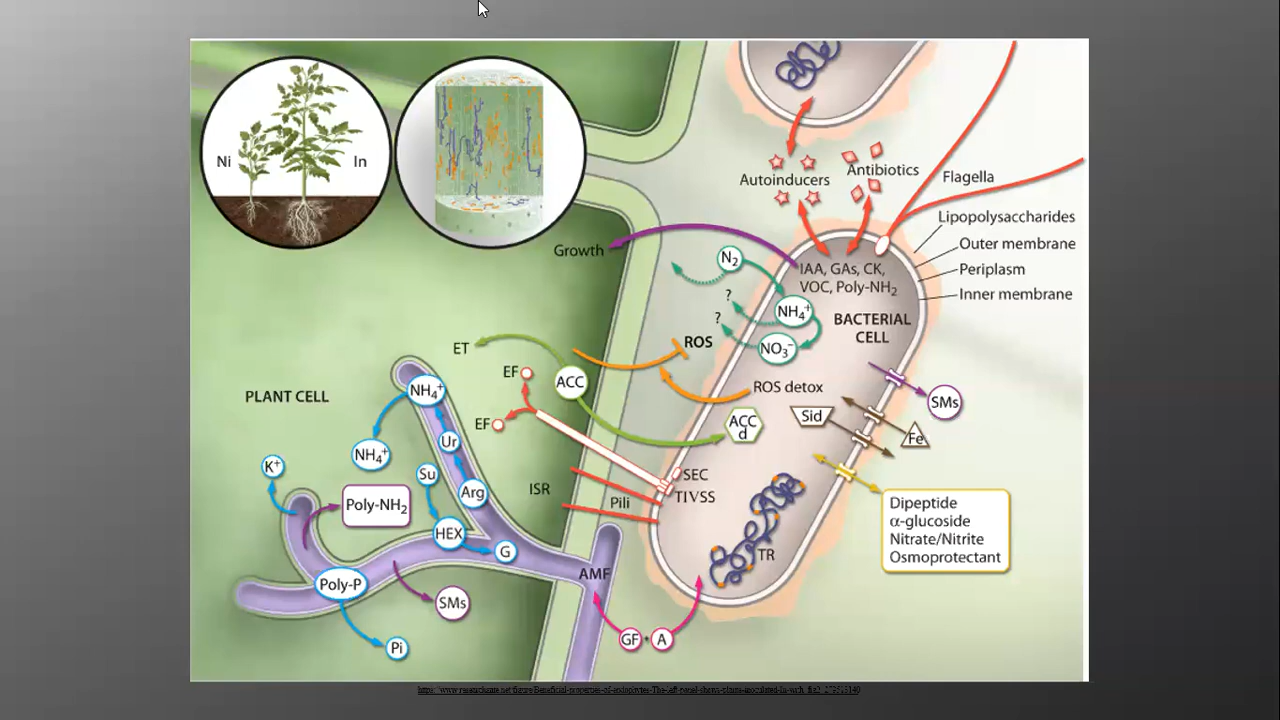 Ni
In
Autoinducers
Antibiotics
Flagella
Lipopolysaccharides
Outer membrane
Periplasm
Inner membrane
Growth
N₂
IAA, GAs, CK,
VOC, Poly-NH₂
NH₄⁺
?
?
NO₃⁻
BACTERIAL
CELL
ROS
ET
EF
ACC
ROS detox
SMs
PLANT CELL
NH₄⁺
EF
ACC
d
Sid
Fe
Ur
NH₄⁺
K⁺
Su
Arg
ISR
SEC
TIVSS
Pili
Poly-NH₂
HEX
G
Dipeptide
α-glucoside
Nitrate/Nitrite
Osmoprotectant
TR
AMF
Poly-P
SMs
GF
A
Pi